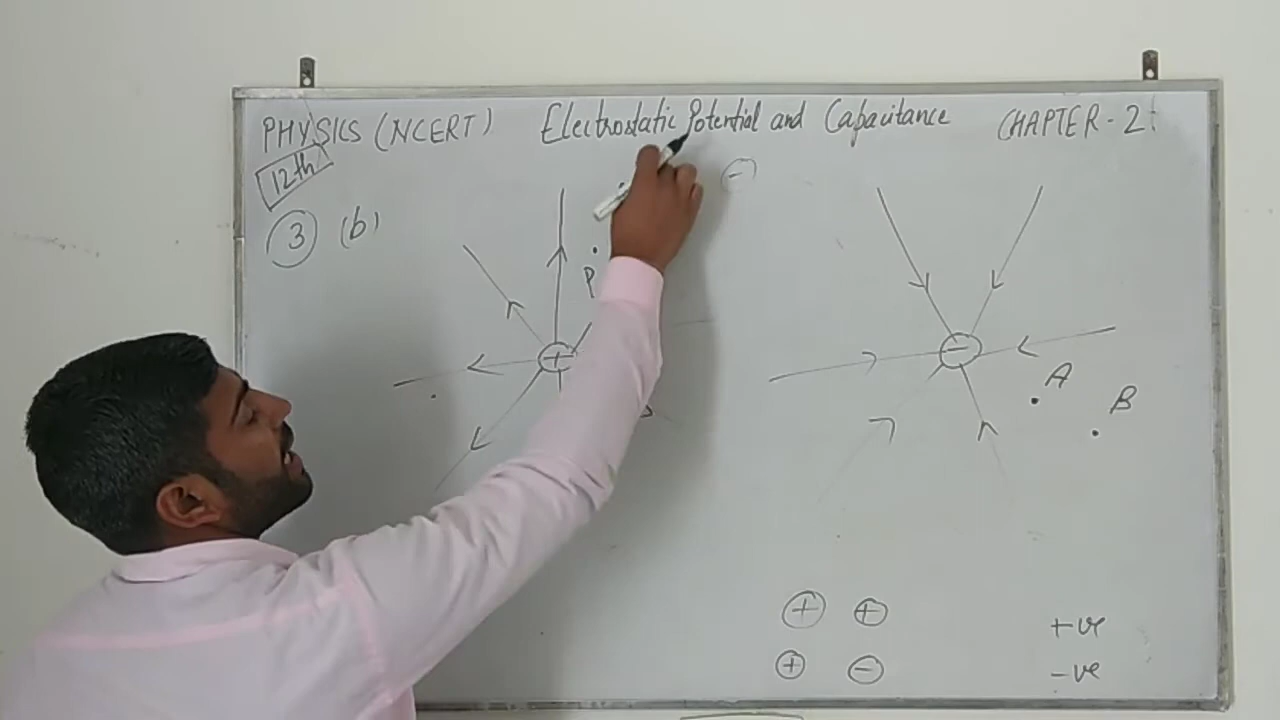 PHYSICS (NCERT) Electrostatic Potential and Capacitance CHAPTER - 2
12th
3 (b)
-
P
+
-
A
B
+ +
+ve
+ -
-ve